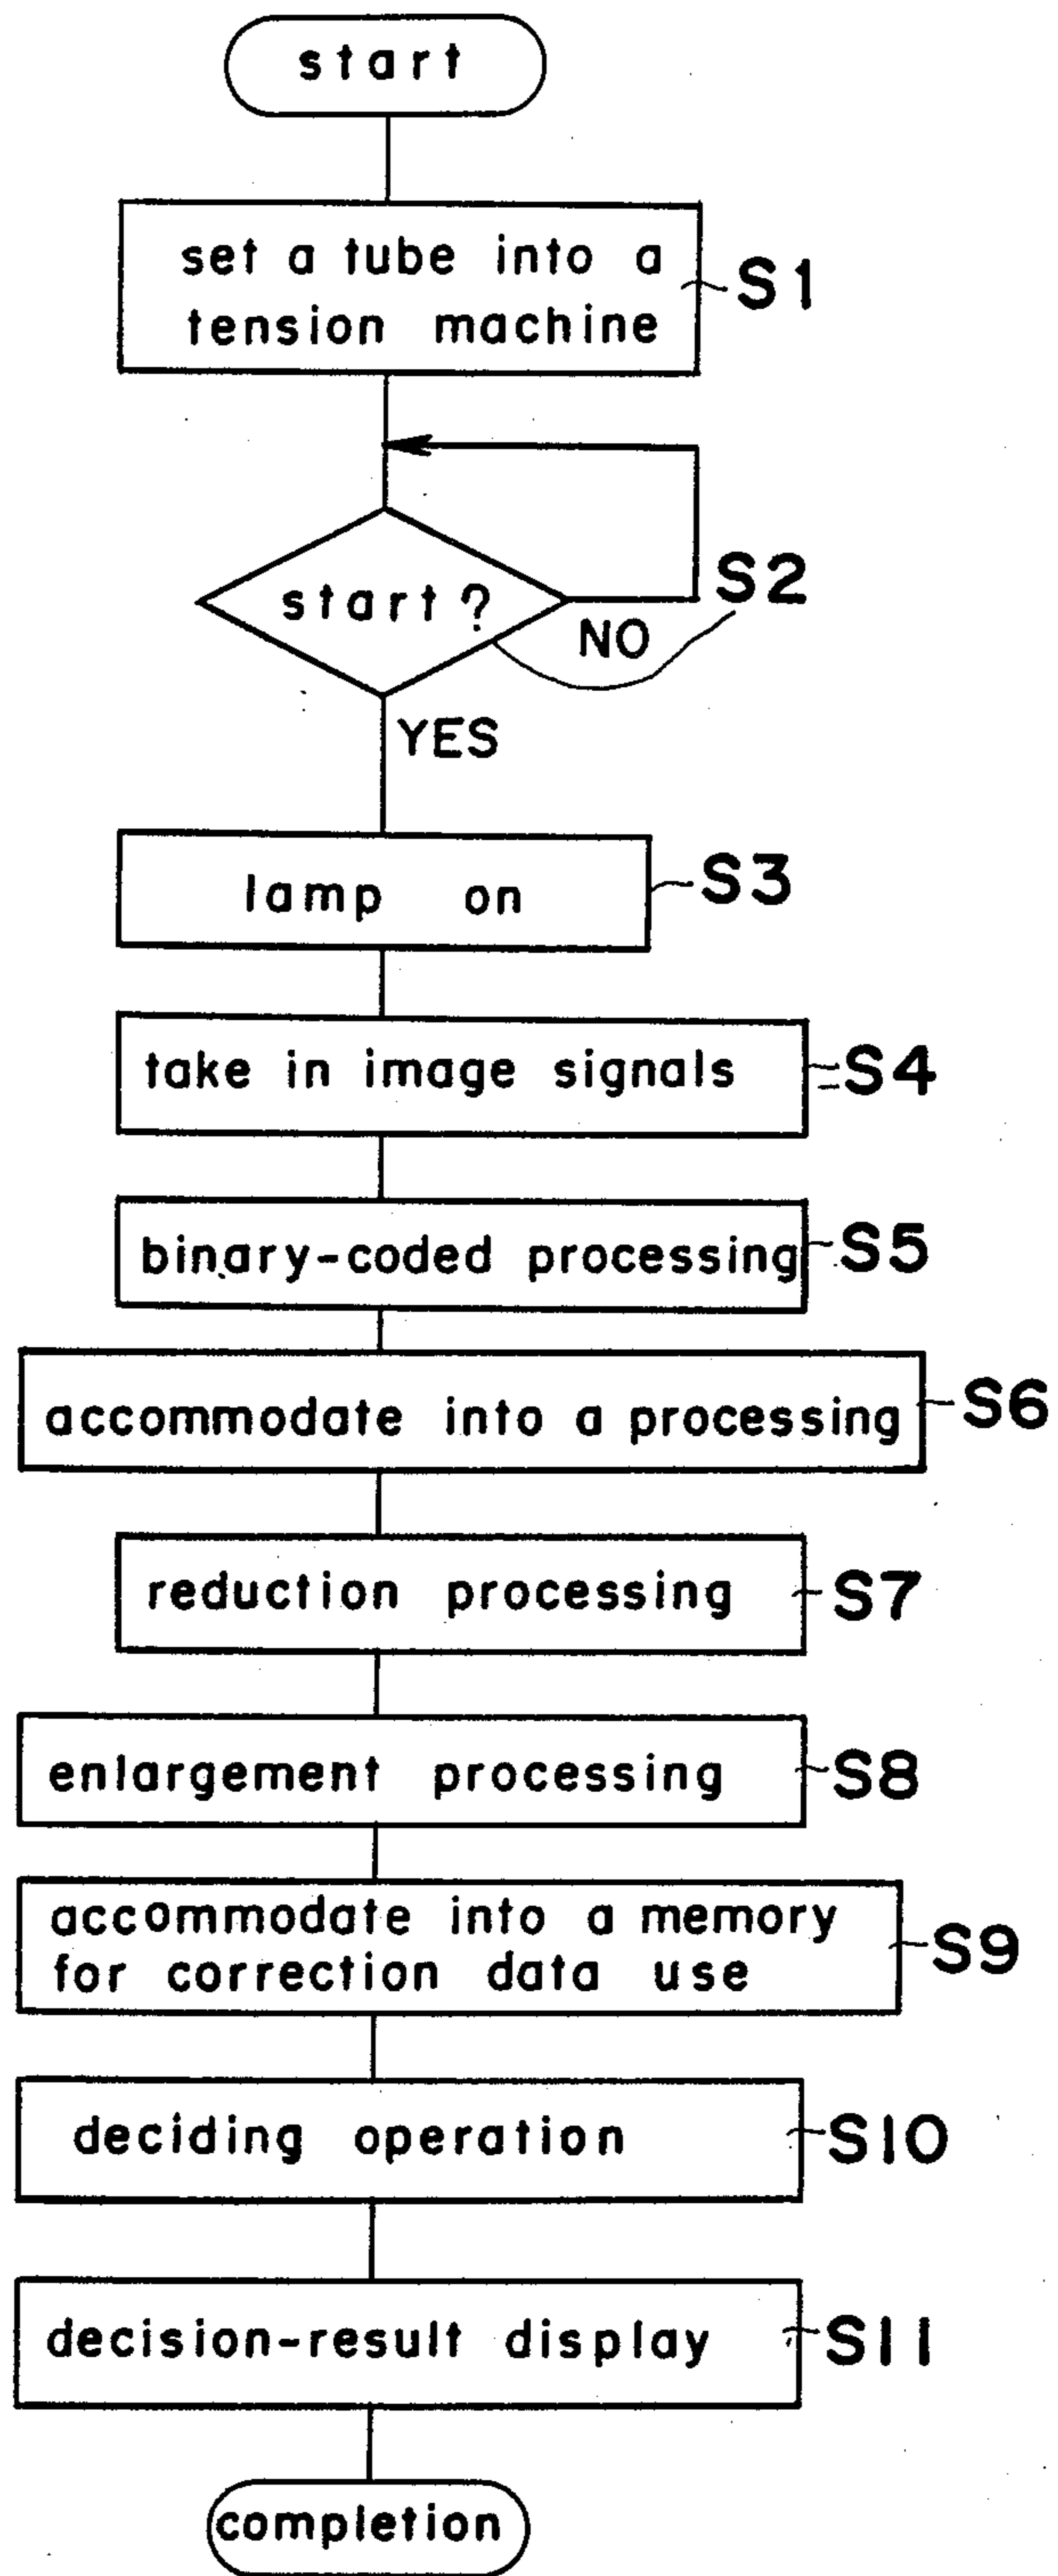 start
set a tube into a
tension machine
S1
start?
S2
NO
YES
lamp on
S3
take in image signals
S4
binary-coded processing
S5
accommodate into a processing
S6
reduction processing
S7
enlargement processing
S8
accommodate into a memory
for correction data use
S9
deciding operation
S10
decision-result display
S11
completion